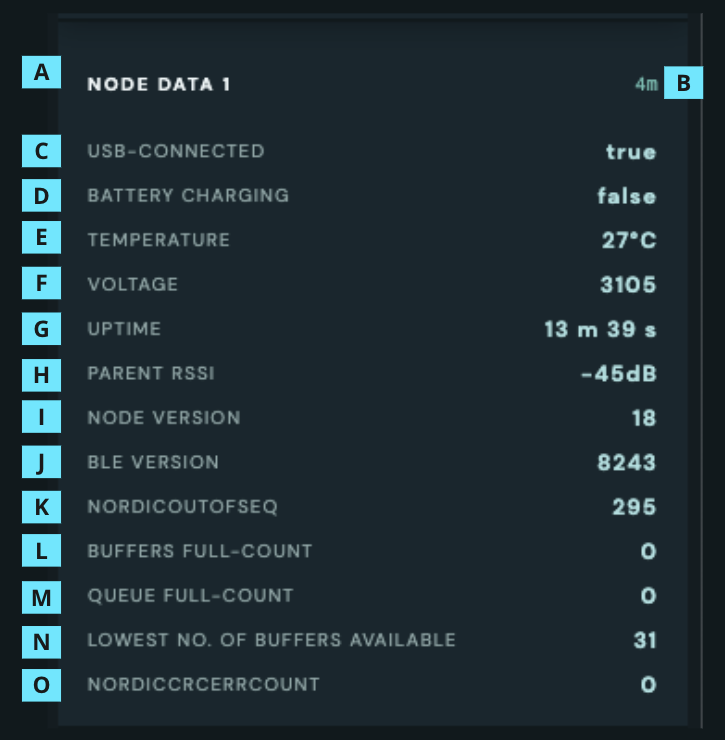 A NODE DATA 1 4m B
C USB-CONNECTED true
D BATTERY CHARGING false
E TEMPERATURE 27°C
F VOLTAGE 3105
G UPTIME 13 m 39 s
H PARENT RSSI -45dB
I NODE VERSION 18
J BLE VERSION 8243
K NORDICOUTOFSEQ 295
L BUFFERS FULL-COUNT 0
M QUEUE FULL-COUNT 0
N LOWEST NO. OF BUFFERS AVAILABLE 31
O NORDICCRCERRCOUNT 0